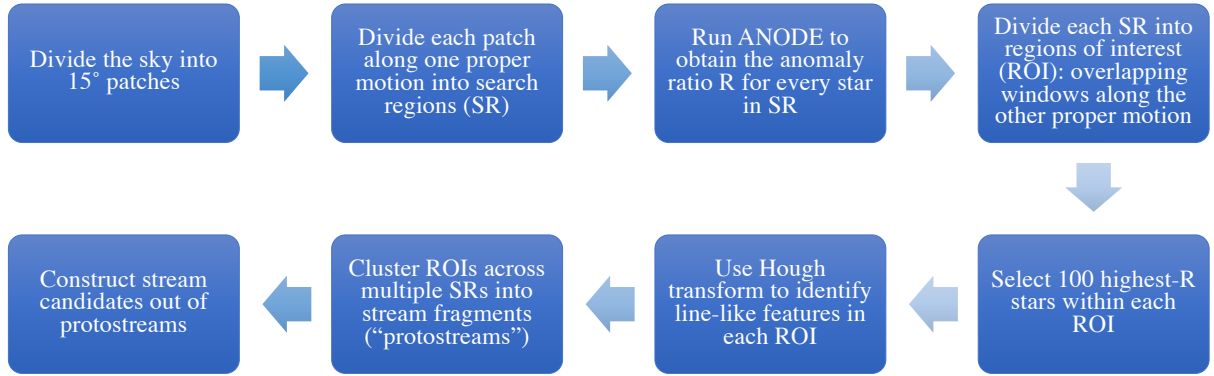 Divide the sky into
15˚ patches
Divide each patch
along one proper
motion into search
regions (SR)
Run ANODE to
obtain the anomaly
ratio R for every star
in SR
Divide each SR into
regions of interest
(ROI): overlapping
windows along the
other proper motion
Select 100 highest-R
stars within each
ROI
Use Hough
transform to identify
line-like features in
each ROI
Cluster ROIs across
multiple SRs into
stream fragments
(“protostreams”)
Construct stream
candidates out of
protostreams